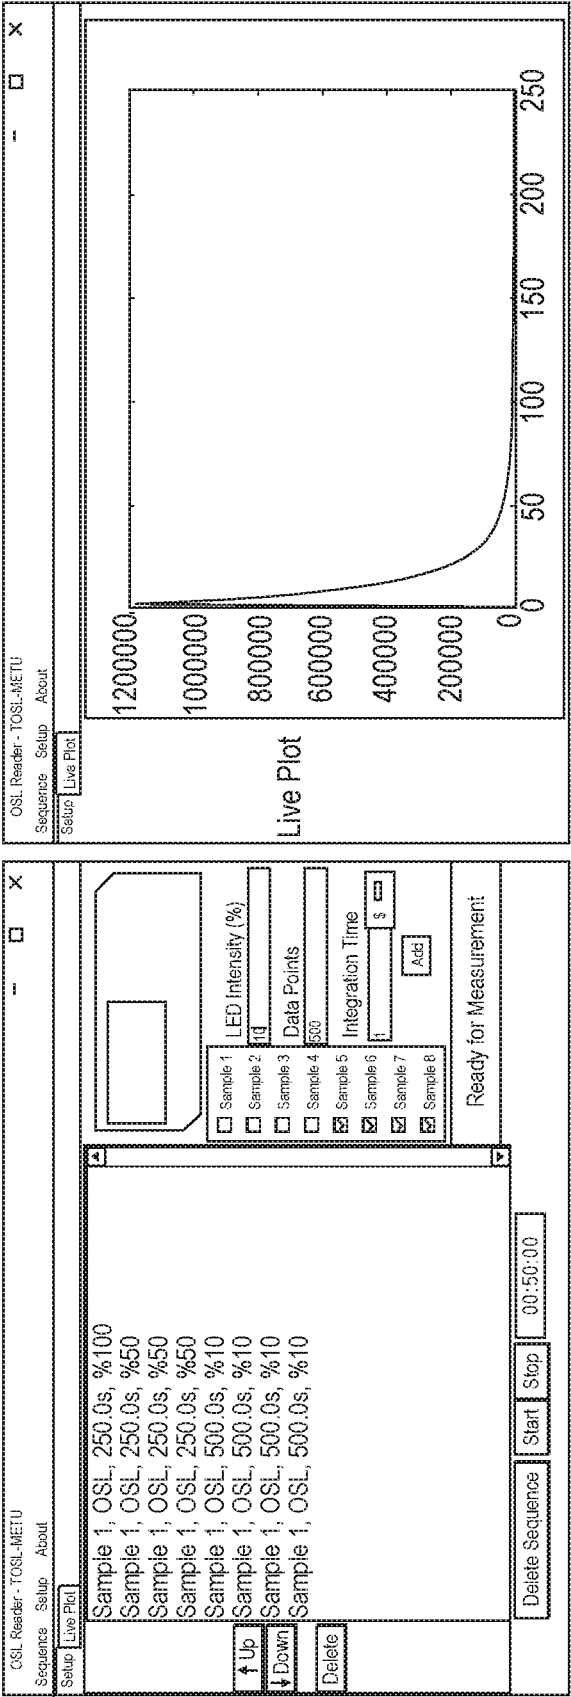 OSL Reader - TOSL-METU
Sequence Setup About
Setup Live Plot
Sample 1, OSL, 250.0s, %100
Sample 1, OSL, 250.0s, %50
Sample 1, OSL, 250.0s, %50
Sample 1, OSL, 250.0s, %50
Sample 1, OSL, 500.0s, %10
Sample 1, OSL, 500.0s, %10
Sample 1, OSL, 500.0s, %10
Sample 1, OSL, 500.0s, %10
Up
Down
Delete
Sample 1
Sample 2
Sample 3
Sample 4
Sample 5
Sample 6
Sample 7
Sample 8
LED Intensity (%)
10
Data Points
500
Integration Time
1 $
Add
Ready for Measurement
Delete Sequence Start Stop 00:50:00
OSL Reader - TOSL-METU
Sequence Setup About
Setup Live Plot
Live Plot
1200000
1000000
800000
600000
400000
200000
0
0 50 100 150 200 250